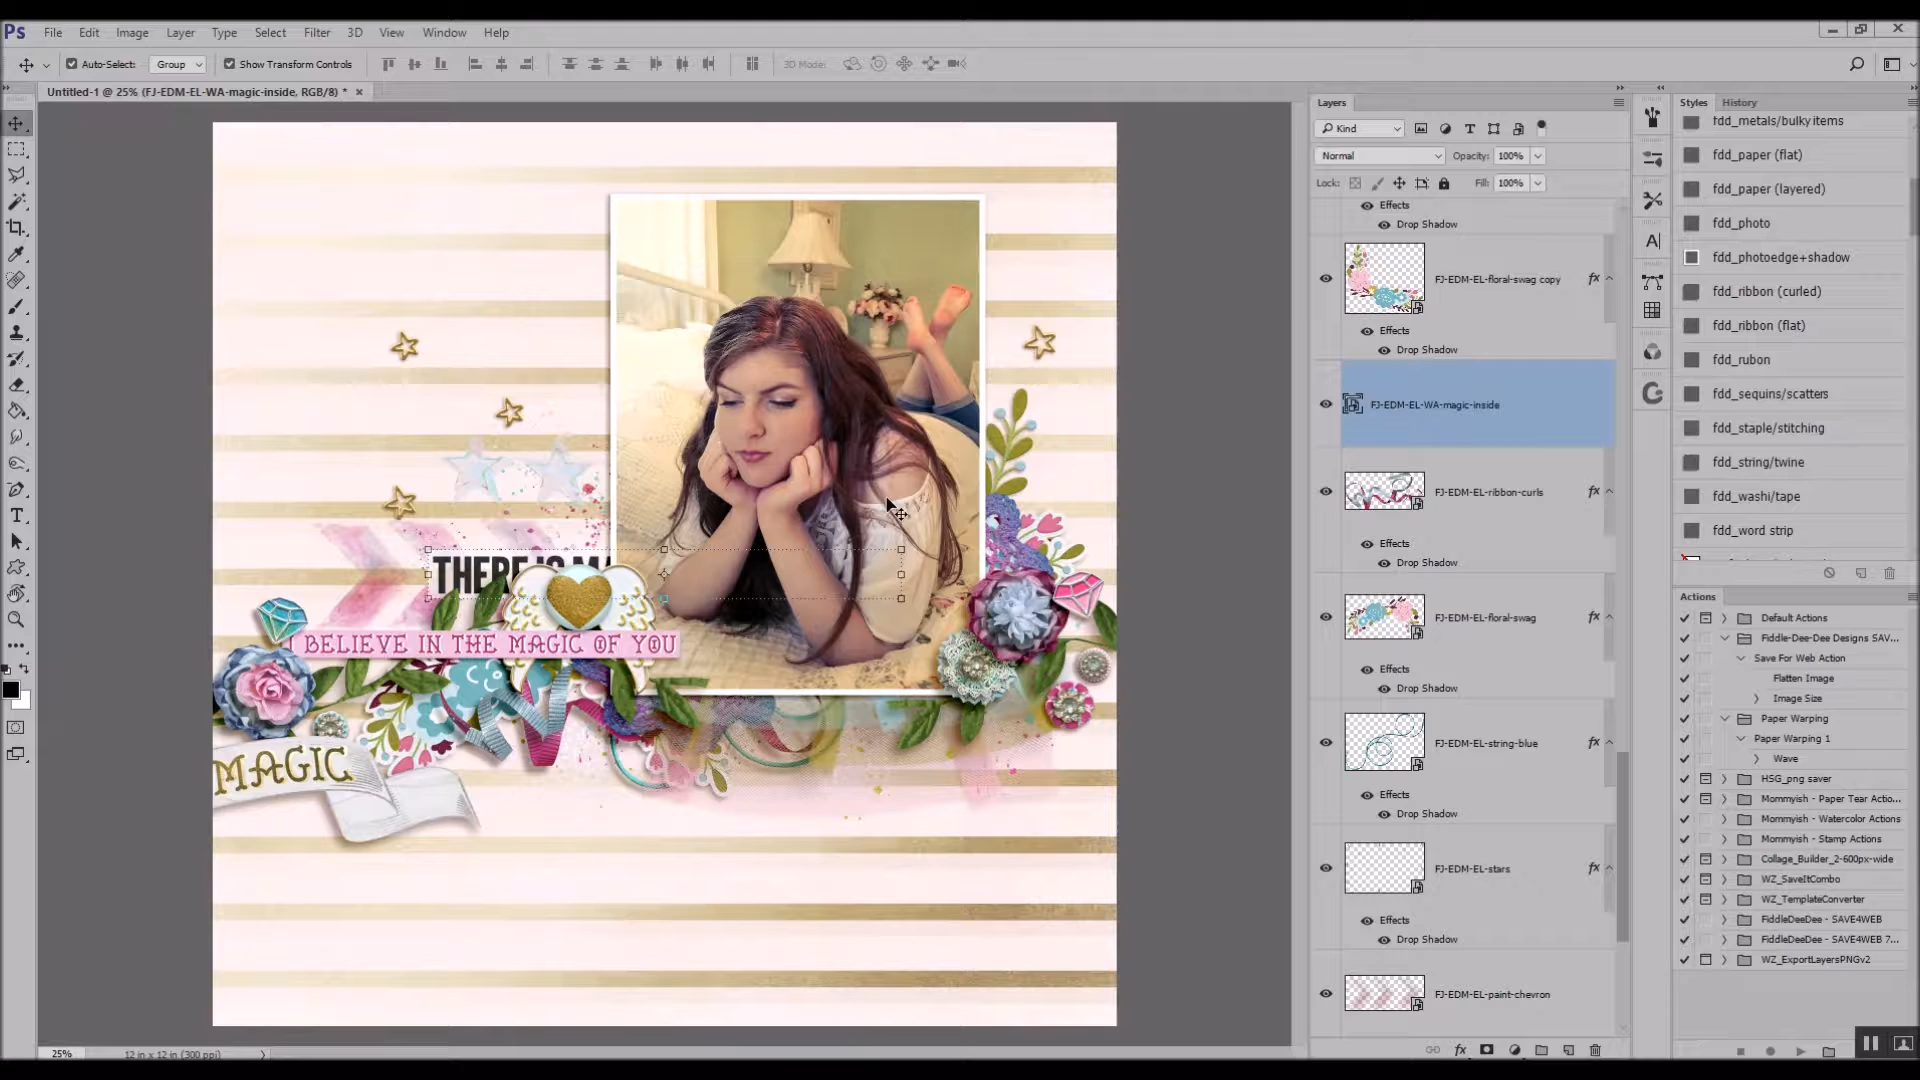 Ps File Edit Image Layer Type Select Filter 3D View Window Help
Auto-Select: Group Show Transform Controls 3D Mode:
Untitled-1 @ 25% (FJ-EDM-EL-WA-magic-inside, RGB/8) *
THERE IS MA
BELIEVE IN THE MAGIC OF YOU
MAGIC
25% 12 in x 12 in (300 ppi)
Layers
Kind
Normal Opacity: 100%
Lock: Fill: 100%
Effects
Drop Shadow
FJ-EDM-EL-floral-swag copy fx
Effects
Drop Shadow
FJ-EDM-EL-WA-magic-inside
FJ-EDM-EL-ribbon-curls fx
Effects
Drop Shadow
FJ-EDM-EL-floral-swag fx
Effects
Drop Shadow
FJ-EDM-EL-string-blue fx
Effects
Drop Shadow
FJ-EDM-EL-stars fx
Effects
Drop Shadow
FJ-EDM-EL-paint-chevron
fx
Styles History
fdd_metals/bulky items
fdd_paper (flat)
fdd_paper (layered)
fdd_photo
fdd_photoedge+shadow
fdd_ribbon (curled)
fdd_ribbon (flat)
fdd_rubon
fdd_sequins/scatters
fdd_staple/stitching
fdd_string/twine
fdd_washi/tape
fdd_word strip
Actions
Default Actions
Fiddle-Dee-Dee Designs SAV...
Save For Web Action
Flatten Image
Image Size
Paper Warping
Paper Warping 1
Wave
HSG_png saver
Mommyish - Paper Tear Actio...
Mommyish - Watercolor Actions
Mommyish - Stamp Actions
Collage_Builder_2-600px-wide
WZ_SaveItCombo
WZ_TemplateConverter
FiddleDeeDee - SAVE4WEB
FiddleDeeDee - SAVE4WEB 7...
WZ_ExportLayersPNGv2